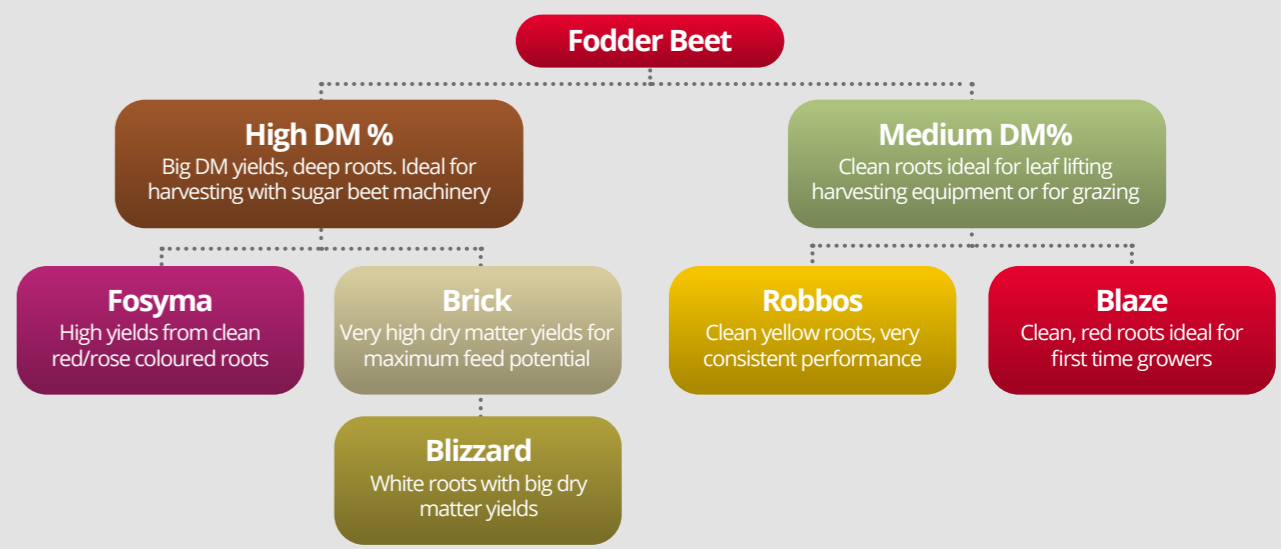 Fodder Beet
High DM %
Big DM yields, deep roots. Ideal for
harvesting with sugar beet machinery
Medium DM%
Clean roots ideal for leaf lifting
harvesting equipment or for grazing
Fosyma
High yields from clean
red/rose coloured roots
Brick
Very high dry matter yields for
maximum feed potential
Robbos
Clean yellow roots, very
consistent performance
Blaze
Clean, red roots ideal for
first time growers
Blizzard
White roots with big dry
matter yields